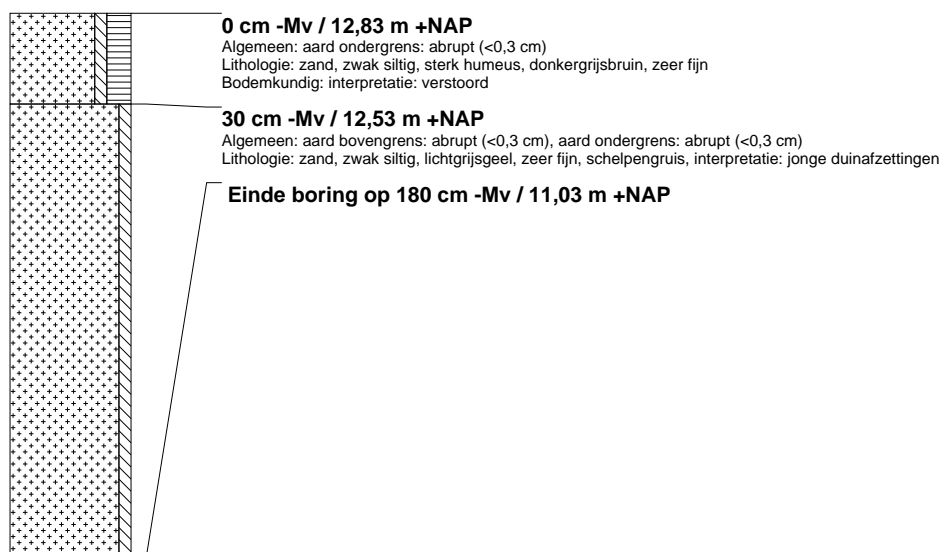 0 cm -Mv / 12,83 m +NAP
Algemeen: aard ondergrens: abrupt (<0,3 cm)
Lithologie: zand, zwak siltig, sterk humeus, donkergrijsbruin, zeer fijn
Bodemkundig: interpretatie: verstoord
30 cm -Mv / 12,53 m +NAP
Algemeen: aard bovengrens: abrupt (<0,3 cm), aard ondergrens: abrupt (<0,3 cm)
Lithologie: zand, zwak siltig, lichtgrijsgeel, zeer fijn, schelpengruis, interpretatie: jonge duinafzettingen
Einde boring op 180 cm -Mv / 11,03 m +NAP